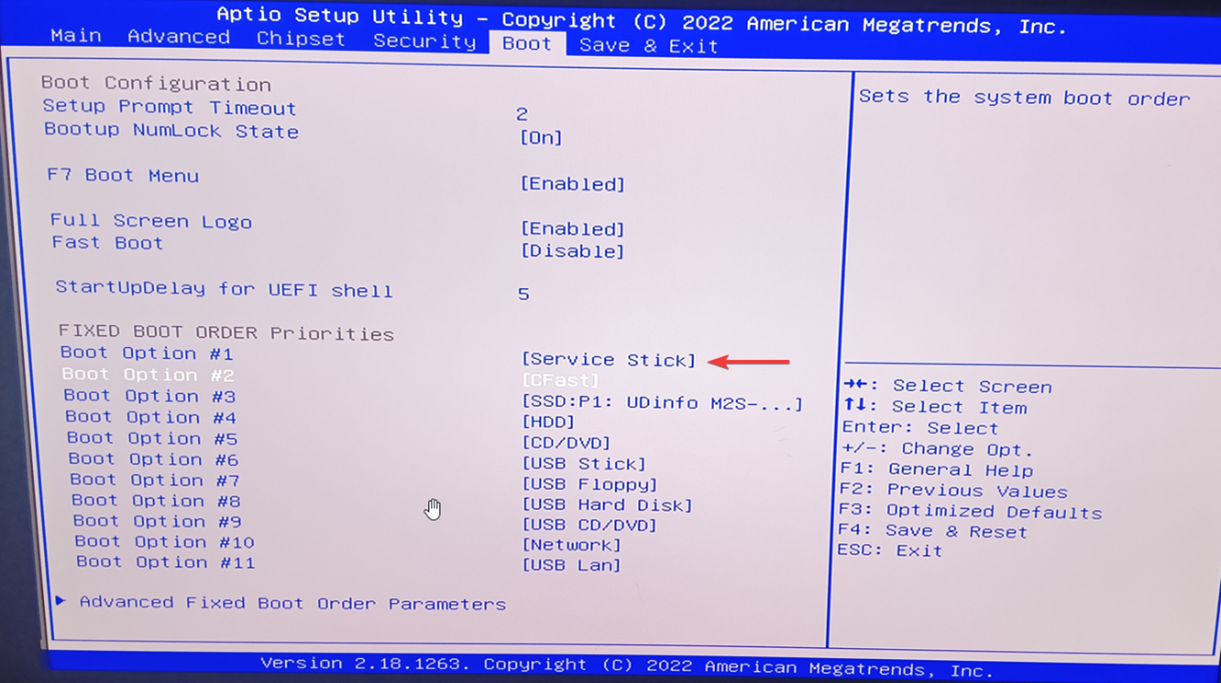 Aptio Setup Utility – Copyright (C) 2022 American Megatrends, Inc.
Main Advanced Chipset Security Boot Save & Exit
Boot Configuration
Setup Prompt Timeout 2
Bootup NumLock State [On]
F7 Boot Menu [Enabled]
Full Screen Logo [Enabled]
Fast Boot [Disable]
StartUpDelay for UEFI shell 5
FIXED BOOT ORDER Priorities
Boot Option #1 [Service Stick]
Boot Option #2 [CFast]
Boot Option #3 [SSD:P1: UDinfo M2S-...]
Boot Option #4 [HDD]
Boot Option #5 [CD/DVD]
Boot Option #6 [USB Stick]
Boot Option #7 [USB Floppy]
Boot Option #8 [USB Hard Disk]
Boot Option #9 [USB CD/DVD]
Boot Option #10 [Network]
Boot Option #11 [USB Lan]
▶ Advanced Fixed Boot Order Parameters
Sets the system boot order
→←: Select Screen
↑↓: Select Item
Enter: Select
+/-: Change Opt.
F1: General Help
F2: Previous Values
F3: Optimized Defaults
F4: Save & Reset
ESC: Exit
Version 2.18.1263. Copyright (C) 2022 American Megatrends, Inc.